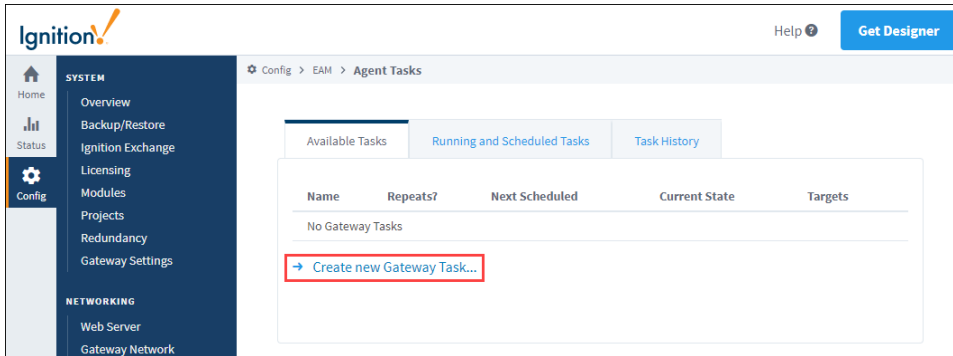 Ignition!
Help ?
Get Designer
Home
Status
Config
SYSTEM
Overview
Backup/Restore
Ignition Exchange
Licensing
Modules
Projects
Redundancy
Gateway Settings
NETWORKING
Web Server
Gateway Network
Config > EAM > Agent Tasks
Available Tasks Running and Scheduled Tasks Task History
Name Repeats? Next Scheduled Current State Targets
No Gateway Tasks
→ Create new Gateway Task...